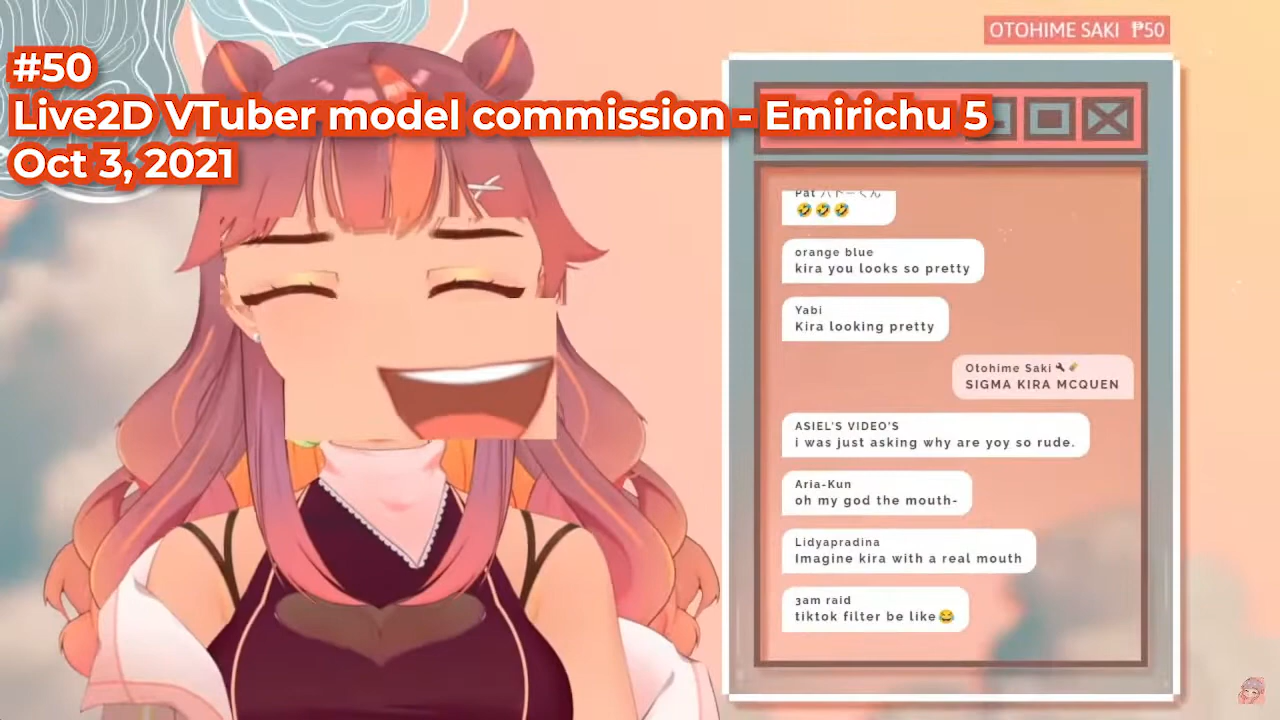 OTOHIME SAKI ₱50
#50
Live2D VTuber model commission - Emirichu 5
Oct 3, 2021
Pat パトーくん
🤣🤣🤣
orange blue
kira you looks so pretty
Yabi
Kira looking pretty
Otohime Saki
SIGMA KIRA MCQUEN
ASIEL'S VIDEO'S
i was just asking why are yoy so rude.
Aria-Kun
oh my god the mouth-
Lidyapradina
Imagine kira with a real mouth
3am raid
tiktok filter be like😂